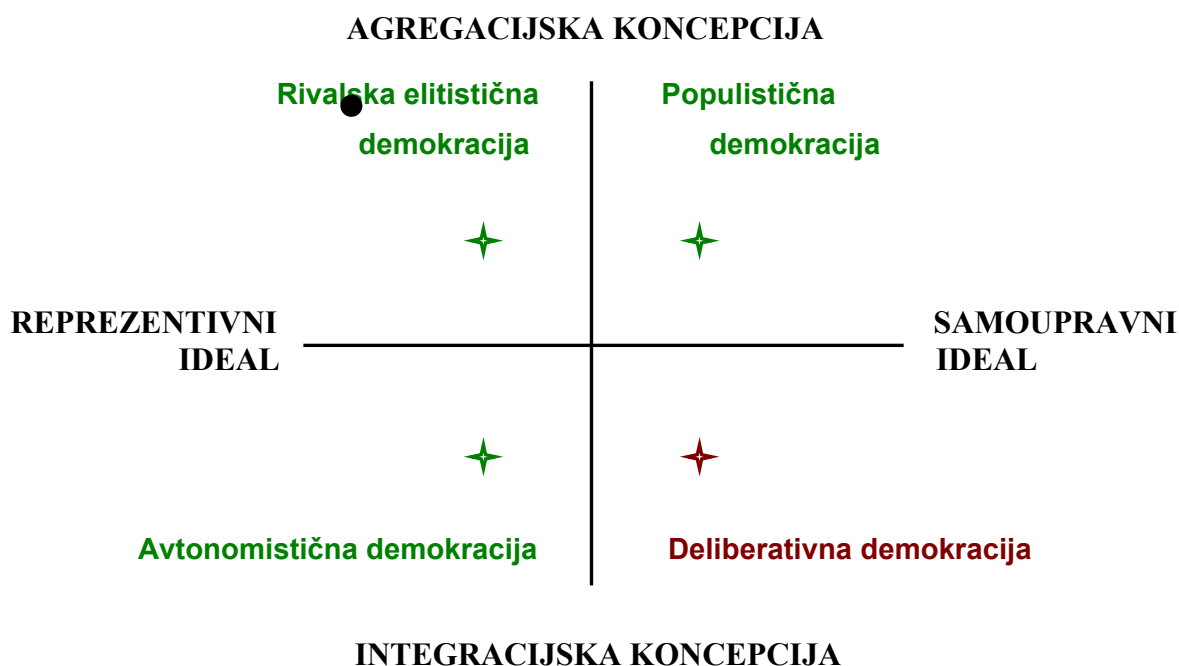 AGREGACIJSKA KONCEPCIJA
Rivalska elitistična
demokracija
Populistična
demokracija
REPREZENTIVNI
IDEAL
SAMOUPRAVNI
IDEAL
Avtonomistična demokracija
Deliberativna demokracija
INTEGRACIJSKA KONCEPCIJA